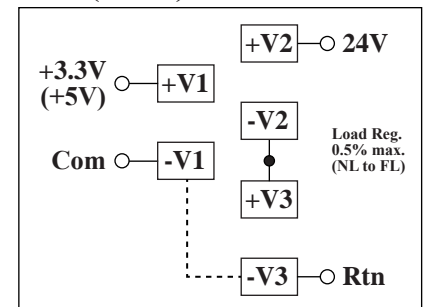 +V2 24V
+3.3V
(+5V)
+V1
-V2
Load Reg.
0.5% max.
(NL to FL)
Com
-V1
+V3
-V3 Rtn